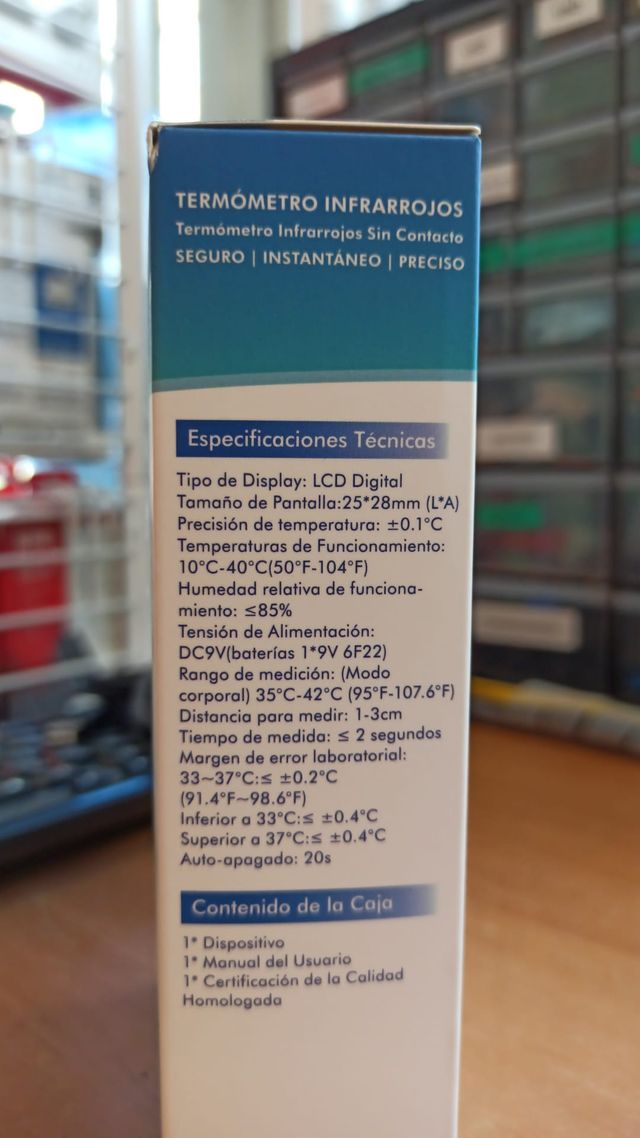 TERMÓMETRO INFRARROJOS
Termómetro Infrarrojos Sin Contacto
SEGURO | INSTANTÁNEO | PRECISO
Especificaciones Técnicas
Tipo de Display: LCD Digital
Tamaño de Pantalla:25*28mm (L*A)
Precisión de temperatura: ±0.1°C
Temperaturas de Funcionamiento:
10°C-40°C(50°F-104°F)
Humedad relativa de funciona-
miento: ≤85%
Tensión de Alimentación:
DC9V(baterías 1*9V 6F22)
Rango de medición: (Modo
corporal) 35°C-42°C (95°F-107.6°F)
Distancia para medir: 1-3cm
Tiempo de medida: ≤ 2 segundos
Margen de error laboratorial:
33~37°C:≤ ±0.2°C
(91.4°F~98.6°F)
Inferior a 33°C:≤ ±0.4°C
Superior a 37°C:≤ ±0.4°C
Auto-apagado: 20s
Contenido de la Caja
1* Dispositivo
1* Manual del Usuario
1* Certificación de la Calidad
Homologada